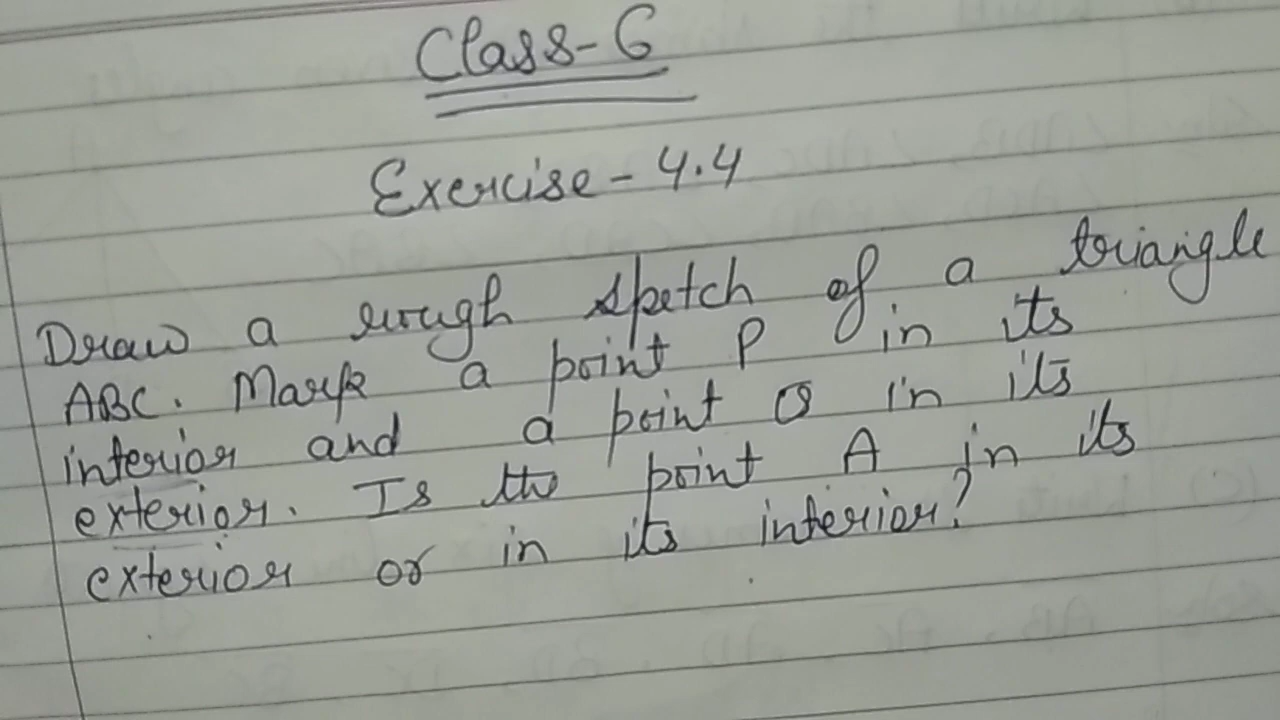 Class-6
Exercise-4.4
Draw a rough sketch of a triangle
ABC. Mark a point P in its
interior and a point Q in its
exterior. Is the point A in its
exterior or in its interior?